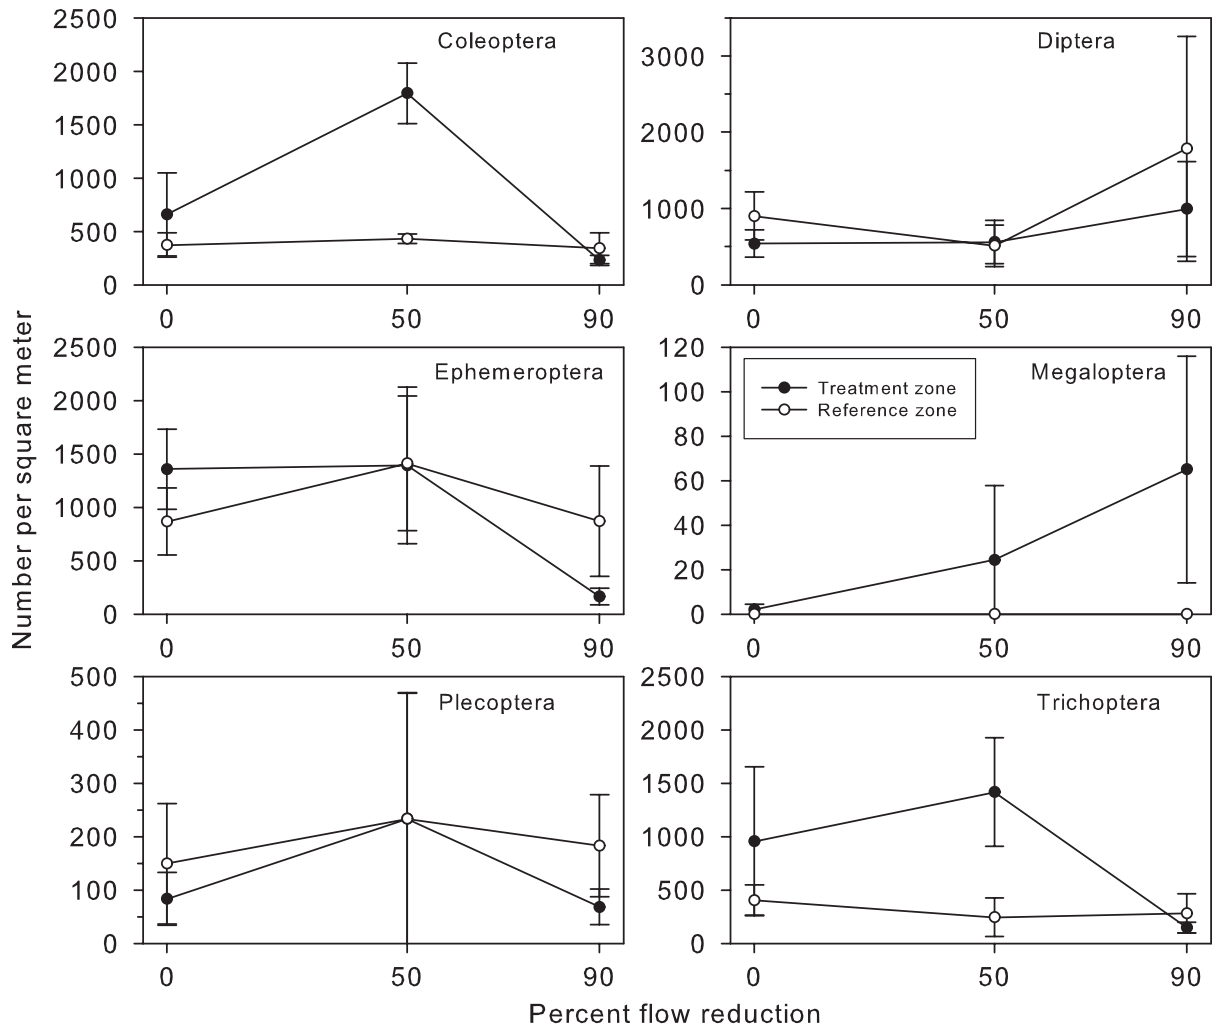 Number per square meter
Coleoptera
2500
2000
1500
1000
500
0
0 50 90
Diptera
3000
2000
1000
0
0 50 90
Ephemeroptera
2500
2000
1500
1000
500
0
0 50 90
Megaloptera
Treatment zone
Reference zone
120
100
80
60
40
20
0
0 50 90
Plecoptera
500
400
300
200
100
0
0 50 90
Trichoptera
2500
2000
1500
1000
500
0
0 50 90
Percent flow reduction